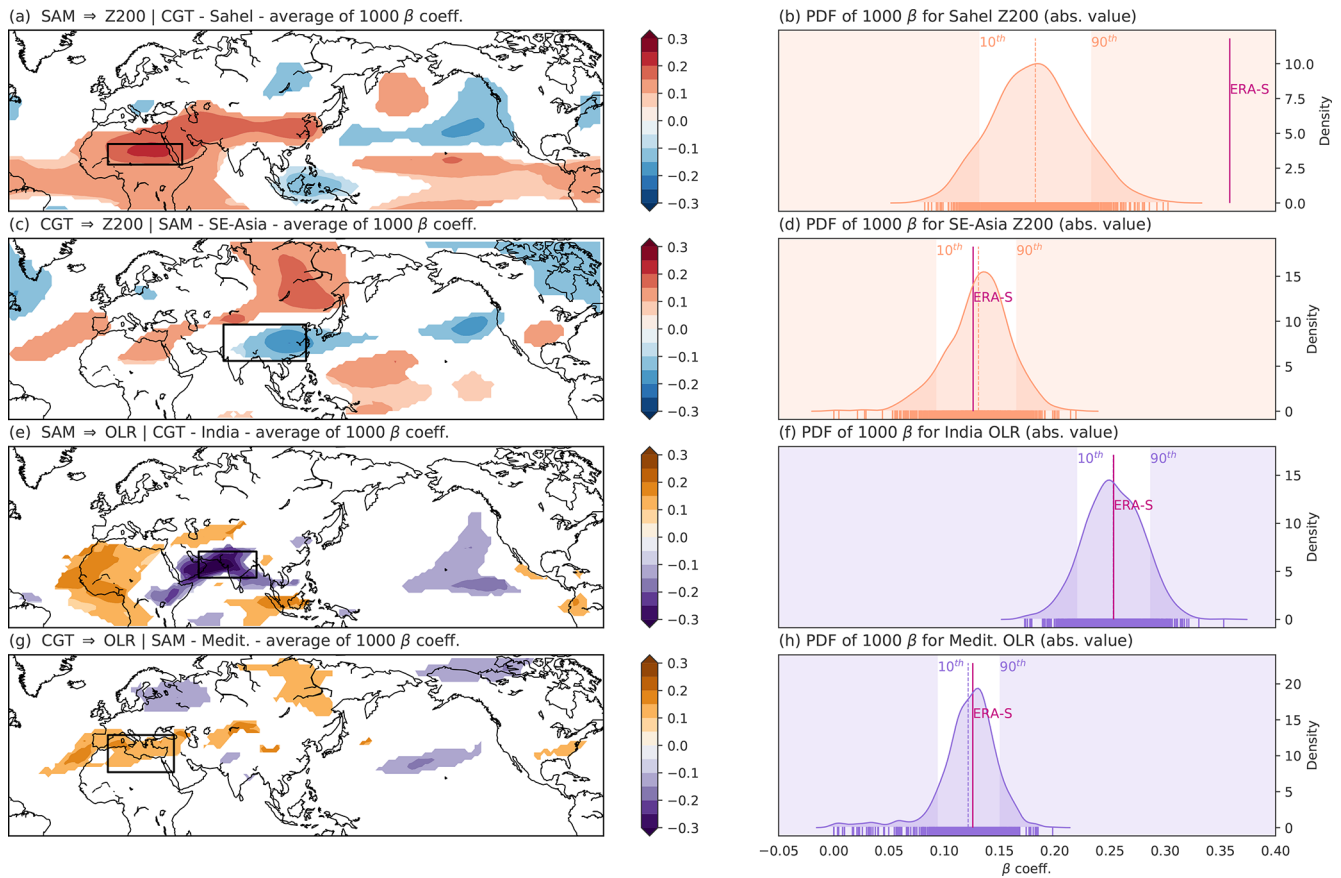 (a) SAM ⇒ Z200 | CGT - Sahel - average of 1000 β coeff.
0.3
0.2
0.1
0.0
−0.1
−0.2
−0.3
(b) PDF of 1000 β for Sahel Z200 (abs. value)
10th
90th
ERA-S
10.0
7.5
5.0
2.5
0.0
Density
(c) CGT ⇒ Z200 | SAM - SE-Asia - average of 1000 β coeff.
0.3
0.2
0.1
0.0
−0.1
−0.2
−0.3
(d) PDF of 1000 β for SE-Asia Z200 (abs. value)
10th
90th
ERA-S
15
10
5
0
Density
(e) SAM ⇒ OLR | CGT - India - average of 1000 β coeff.
0.3
0.2
0.1
0.0
−0.1
−0.2
−0.3
(f) PDF of 1000 β for India OLR (abs. value)
10th
90th
ERA-S
15
10
5
0
Density
(g) CGT ⇒ OLR | SAM - Medit. - average of 1000 β coeff.
0.3
0.2
0.1
0.0
−0.1
−0.2
−0.3
(h) PDF of 1000 β for Medit. OLR (abs. value)
10th
90th
ERA-S
20
15
10
5
0
Density
−0.05 0.00 0.05 0.10 0.15 0.20 0.25 0.30 0.35 0.40
β coeff.